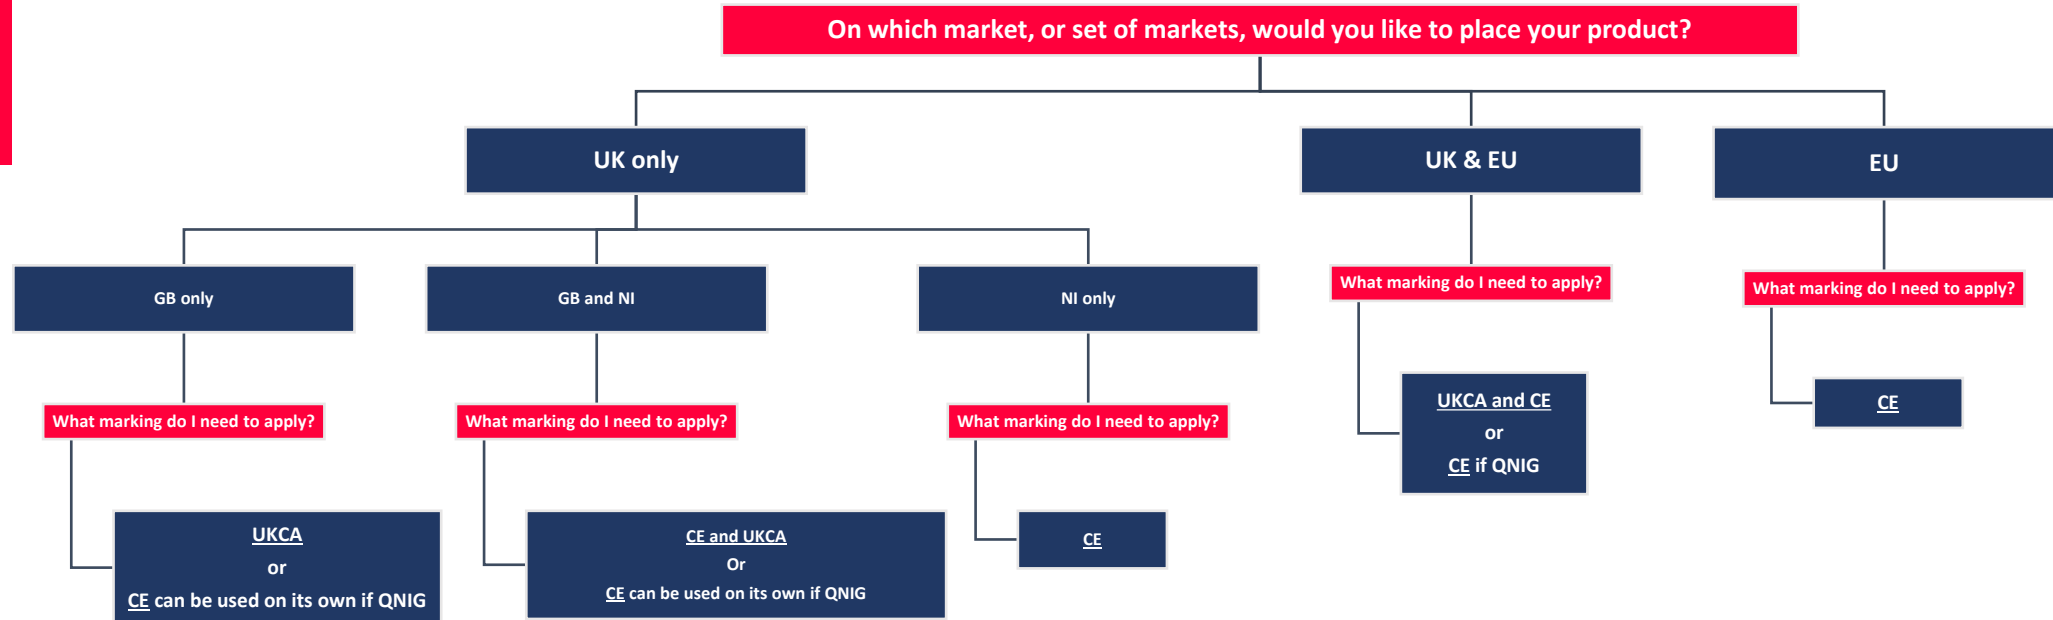 On which market, or set of markets, would you like to place your product?
UK only
UK & EU
EU
GB only
GB and NI
NI only
What marking do I need to apply?
What marking do I need to apply?
What marking do I need to apply?
What marking do I need to apply?
What marking do I need to apply?
UKCA and CE
or
CE if QNIG
CE
UKCA
or
CE can be used on its own if QNIG
CE and UKCA
Or
CE can be used on its own if QNIG
CE